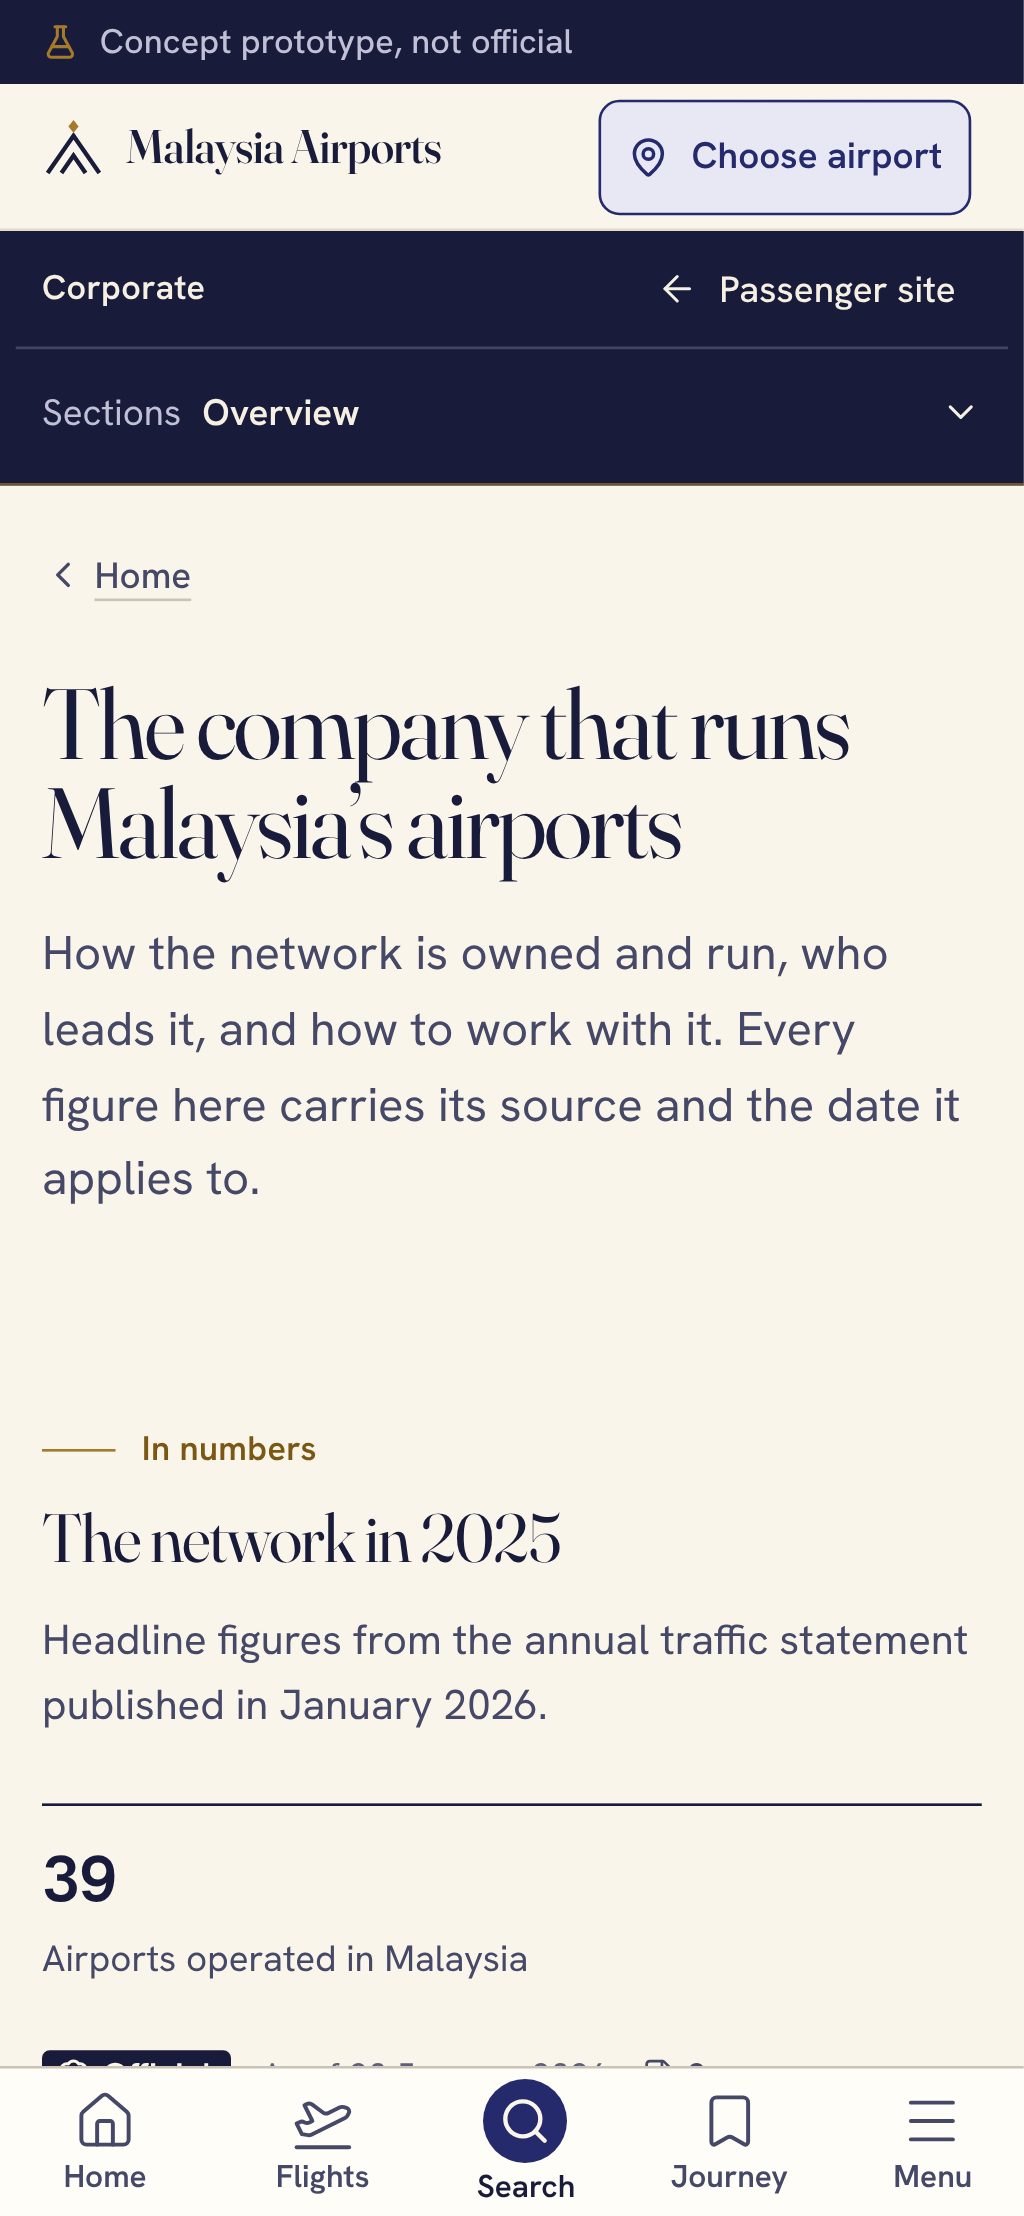 Concept prototype, not official
Malaysia Airports
Choose airport
Corporate
Passenger site
Sections Overview
Home
The company that runs
Malaysia’s airports
How the network is owned and run, who
leads it, and how to work with it. Every
figure here carries its source and the date it
applies to.
In numbers
The network in 2025
Headline figures from the annual traffic statement
published in January 2026.
39
Airports operated in Malaysia
Home
Flights
Search
Journey
Menu